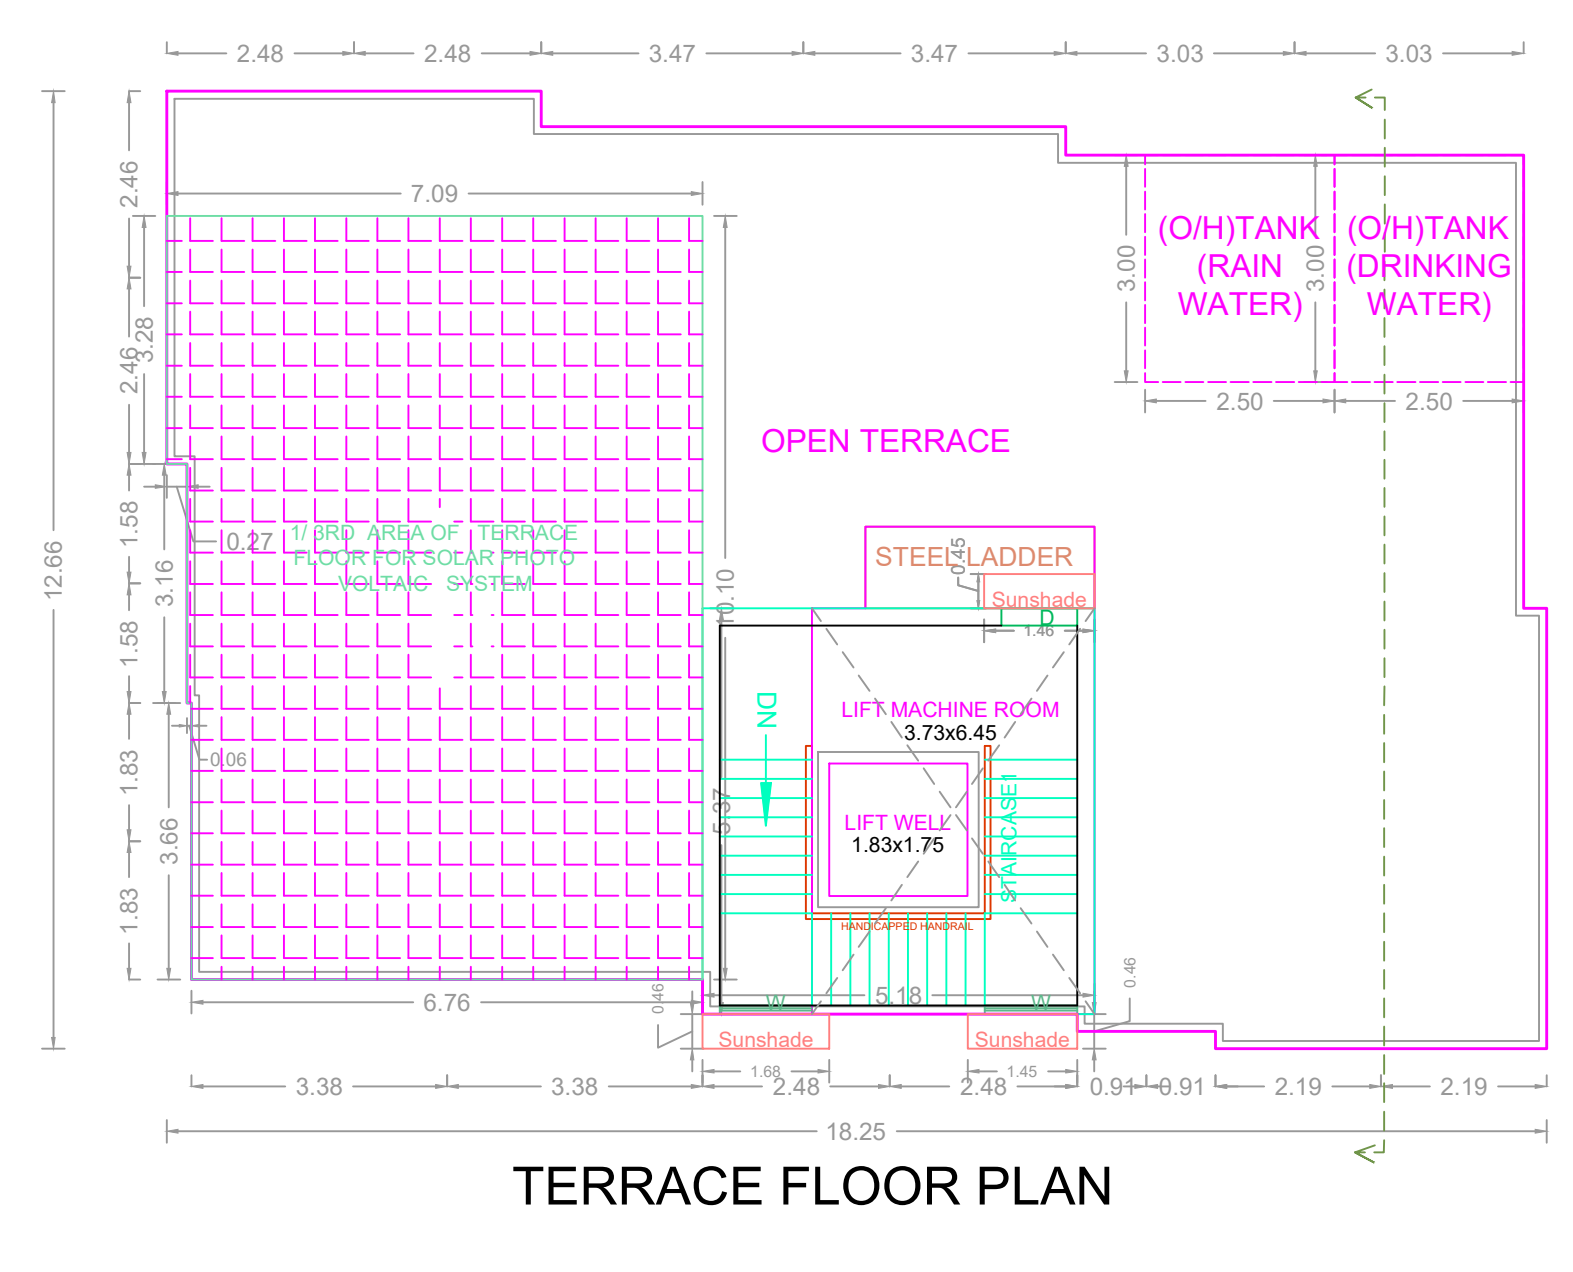 2.48 2.48 3.47 3.47 3.03 3.03
2.46
7.09
(O/H)TANK (O/H)TANK
(RAIN (DRINKING
WATER) WATER)
3.00 3.00
3.28
2.46
2.50 2.50
OPEN TERRACE
1.58
0.27
1/ 3RD AREA OF TERRACE
FLOOR FOR SOLAR PHOTO
VOLTAIC SYSTEM
12.66
3.16
STEEL LADDER
0.45
Sunshade
10.10
D
1.46
1.58
DN
LIFT MACHINE ROOM
3.73x6.45
0.06
1.83
5.37
LIFT WELL
1.83x1.75
STAIRCASE1
3.66
1.83
HANDICAPPED HANDRAIL
6.76
0.46
W
5.18
W
0.46
Sunshade Sunshade
1.68 1.45
3.38 3.38 2.48 2.48 0.91 0.91 2.19 2.19
18.25
TERRACE FLOOR PLAN